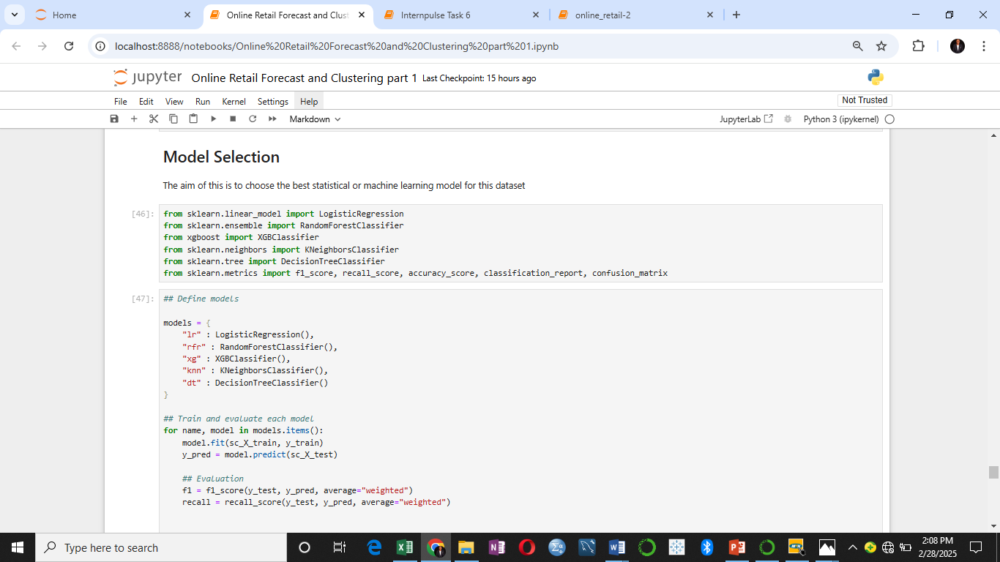 Home
Online Retail Forecast and Clust
Internpulse Task 6
online_retail-2
localhost:8888/notebooks/Online%20Retail%20Forecast%20and%20Clustering%20part%201.ipynb
jupyter Online Retail Forecast and Clustering part 1 Last Checkpoint: 15 hours ago
File Edit View Run Kernel Settings Help
Not Trusted
Markdown
JupyterLab
Python 3 (ipykernel)
Model Selection
The aim of this is to choose the best statistical or machine learning model for this dataset
[46]:
from sklearn.linear_model import LogisticRegression
from sklearn.ensemble import RandomForestClassifier
from xgboost import XGBClassifier
from sklearn.neighbors import KNeighborsClassifier
from sklearn.tree import DecisionTreeClassifier
from sklearn.metrics import f1_score, recall_score, accuracy_score, classification_report, confusion_matrix
[47]:
## Define models
models = {
"lr" : LogisticRegression(),
"rfr" : RandomForestClassifier(),
"xg" : XGBClassifier(),
"knn" : KNeighborsClassifier(),
"dt" : DecisionTreeClassifier()
}
## Train and evaluate each model
for name, model in models.items():
model.fit(sc_X_train, y_train)
y_pred = model.predict(sc_X_test)
## Evaluation
f1 = f1_score(y_test, y_pred, average="weighted")
recall = recall_score(y_test, y_pred, average="weighted")
Type here to search
2:08 PM
2/28/2025